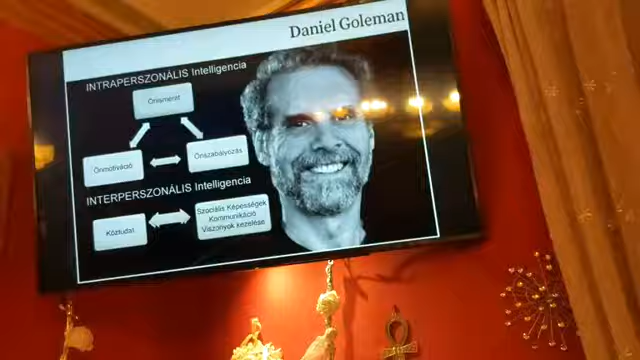 Daniel Goleman
INTRAPERSZONÁLIS Intelligencia
Önismeret
Önmotiváció
Önszabályozás
INTERPERSZONÁLIS Intelligencia
Köztudat
Szociális Képességek
Kommunikáció
Viszonyok kezelése